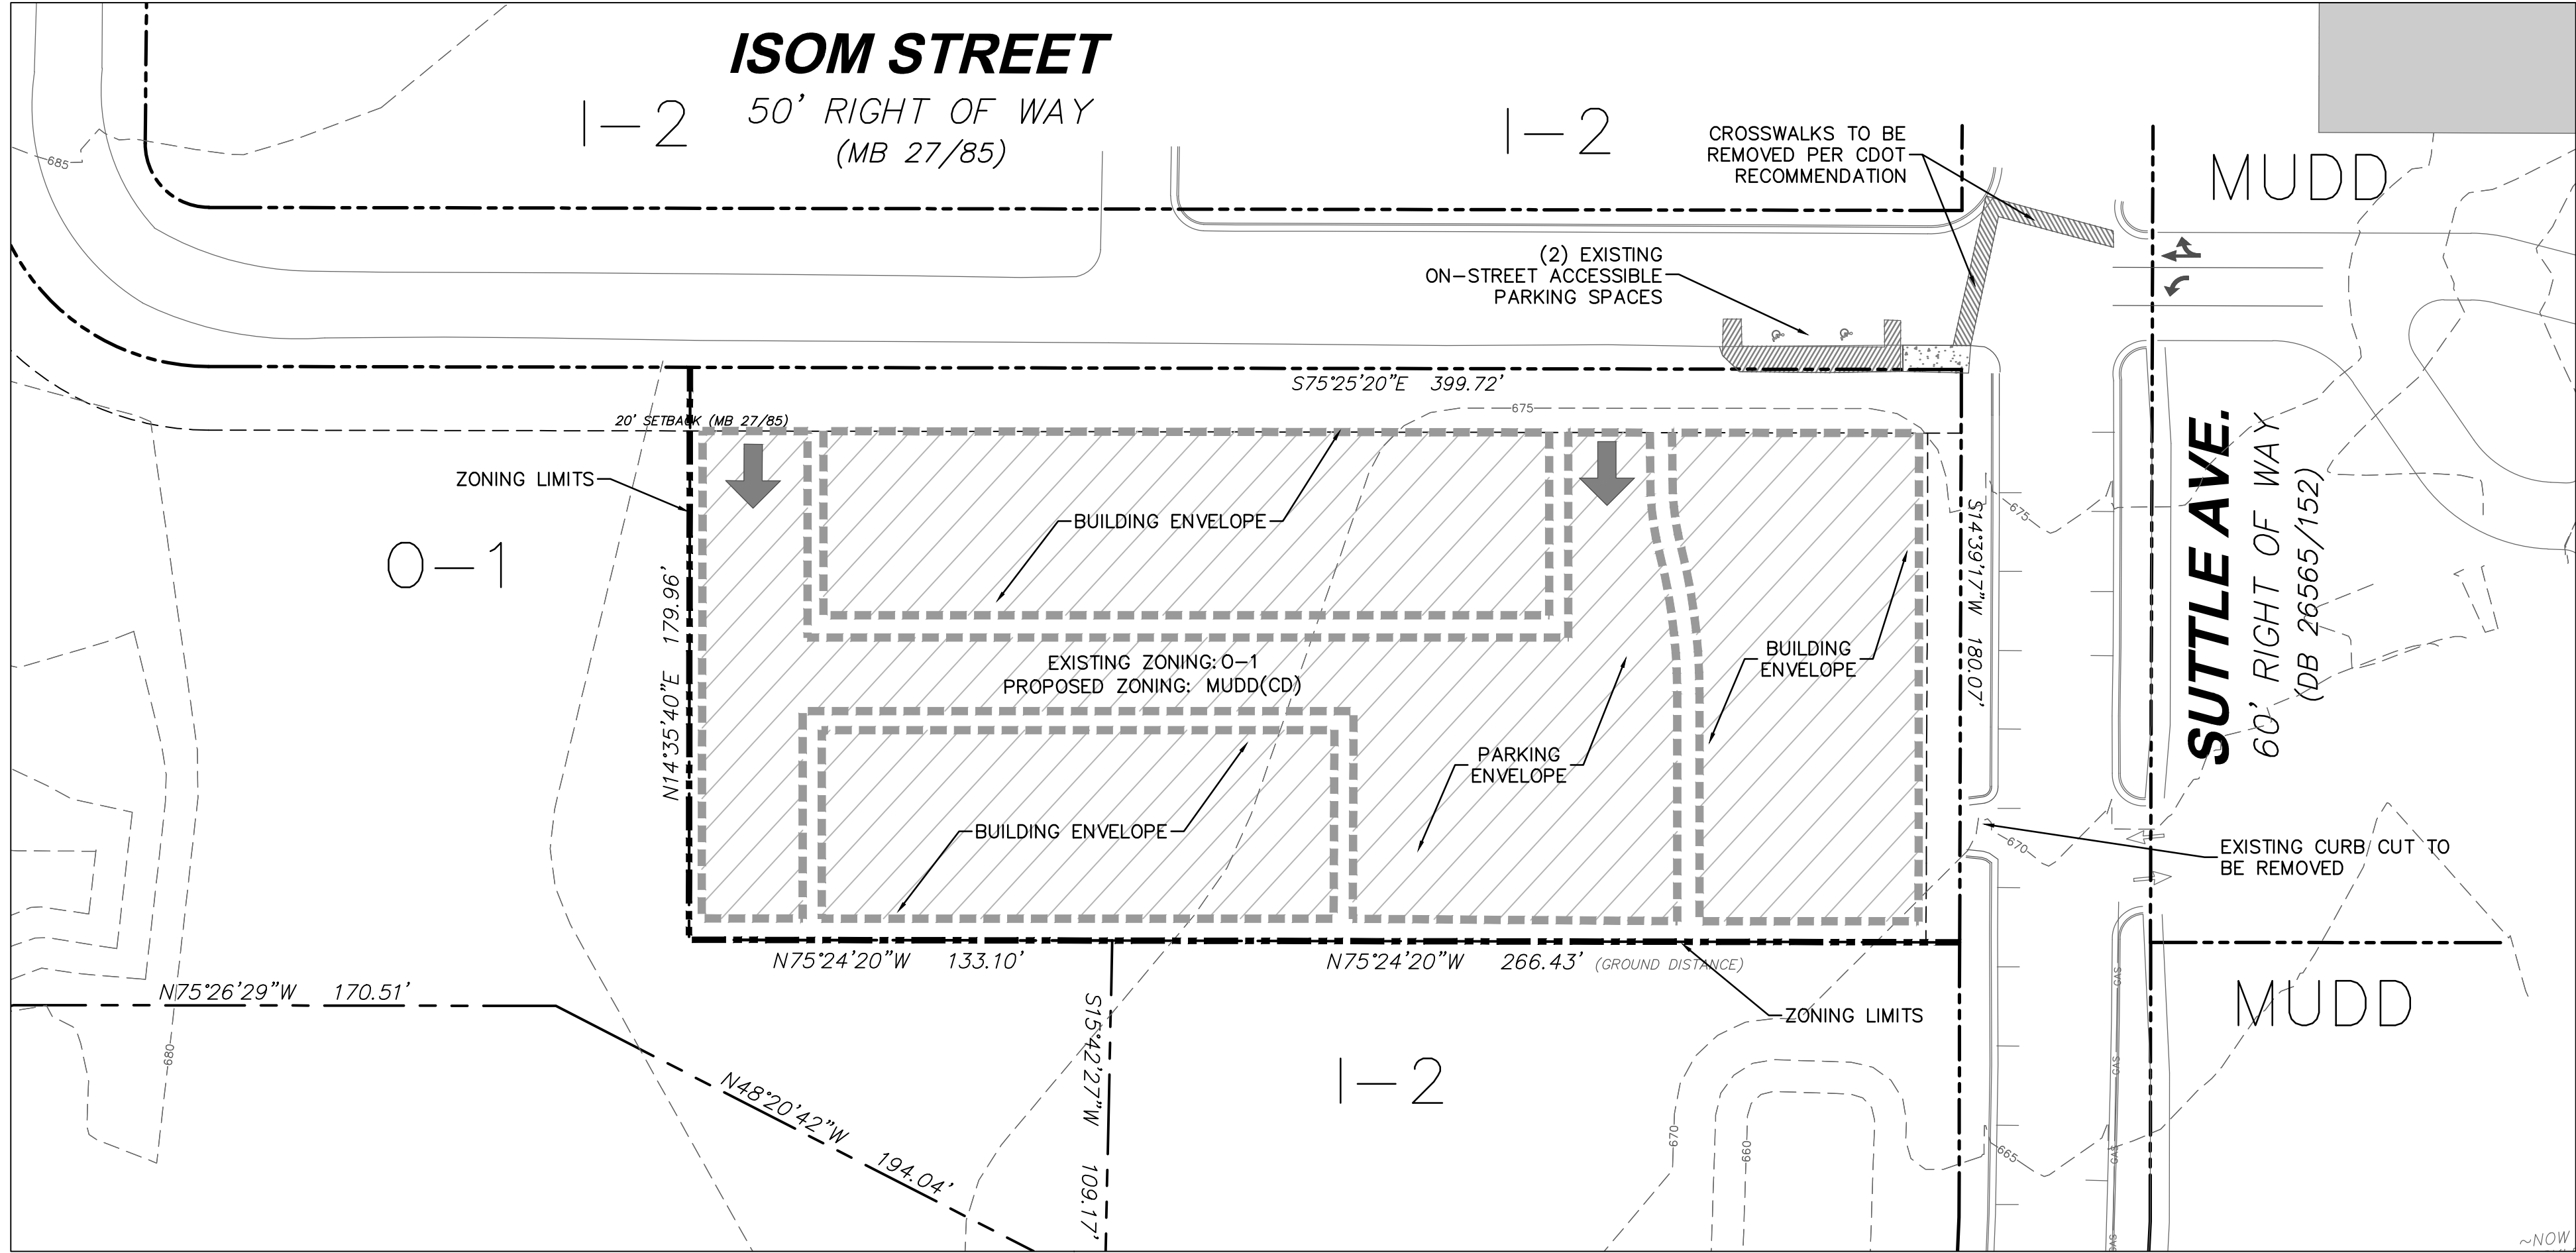 ISOM STREET
50' RIGHT OF WAY
(MB 27/85)
I-2
I-2
CROSSWALKS TO BE
REMOVED PER CDOT
RECOMMENDATION
MUDD
685
(2) EXISTING
ON-STREET ACCESSIBLE
PARKING SPACES
S75°25'20"E 399.72'
20' SETBACK (MB 27/85)
675
ZONING LIMITS
BUILDING ENVELOPE
O-1
N14°35'40"E 179.96'
EXISTING ZONING: O-1
PROPOSED ZONING: MUDD(CD)
BUILDING
ENVELOPE
S14°39'17"W 180.07'
675
SUTTLE AVE.
60' RIGHT OF WAY
(DB 26565/152)
PARKING
ENVELOPE
BUILDING ENVELOPE
670
EXISTING CURB CUT TO
BE REMOVED
N75°24'20"W 133.10'
N75°24'20"W 266.43' (GROUND DISTANCE)
N75°26'29"W 170.51'
ZONING LIMITS
S15°42'27"W 109.17'
N48°20'42"W 194.04'
I-2
MUDD
680
670
660
665
GAS
GAS
GAS
GAS
~NOW